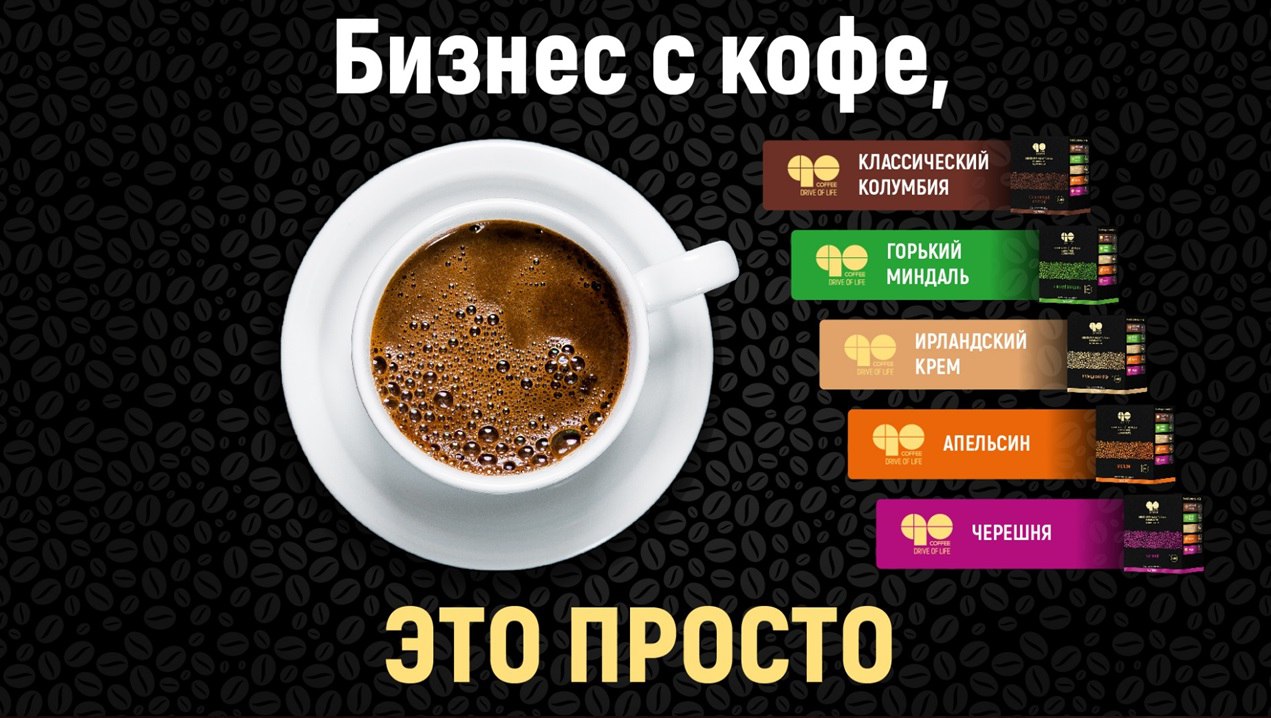 Бизнес с кофе,
КЛАССИЧЕСКИЙ
КОЛУМБИЯ
COFFEE
DRIVE OF LIFE
ГОРЬКИЙ
МИНДАЛЬ
COFFEE
DRIVE OF LIFE
ИРЛАНДСКИЙ
КРЕМ
COFFEE
DRIVE OF LIFE
АПЕЛЬСИН
COFFEE
DRIVE OF LIFE
ЧЕРЕШНЯ
COFFEE
DRIVE OF LIFE
ЭТО ПРОСТО